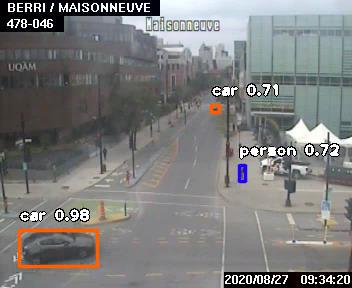 BERRI / MAISONNEUVE
478-046
Maisonneuve
UQÀM
car 0.71
person 0.72
car 0.98
2020/08/27 09:34:20